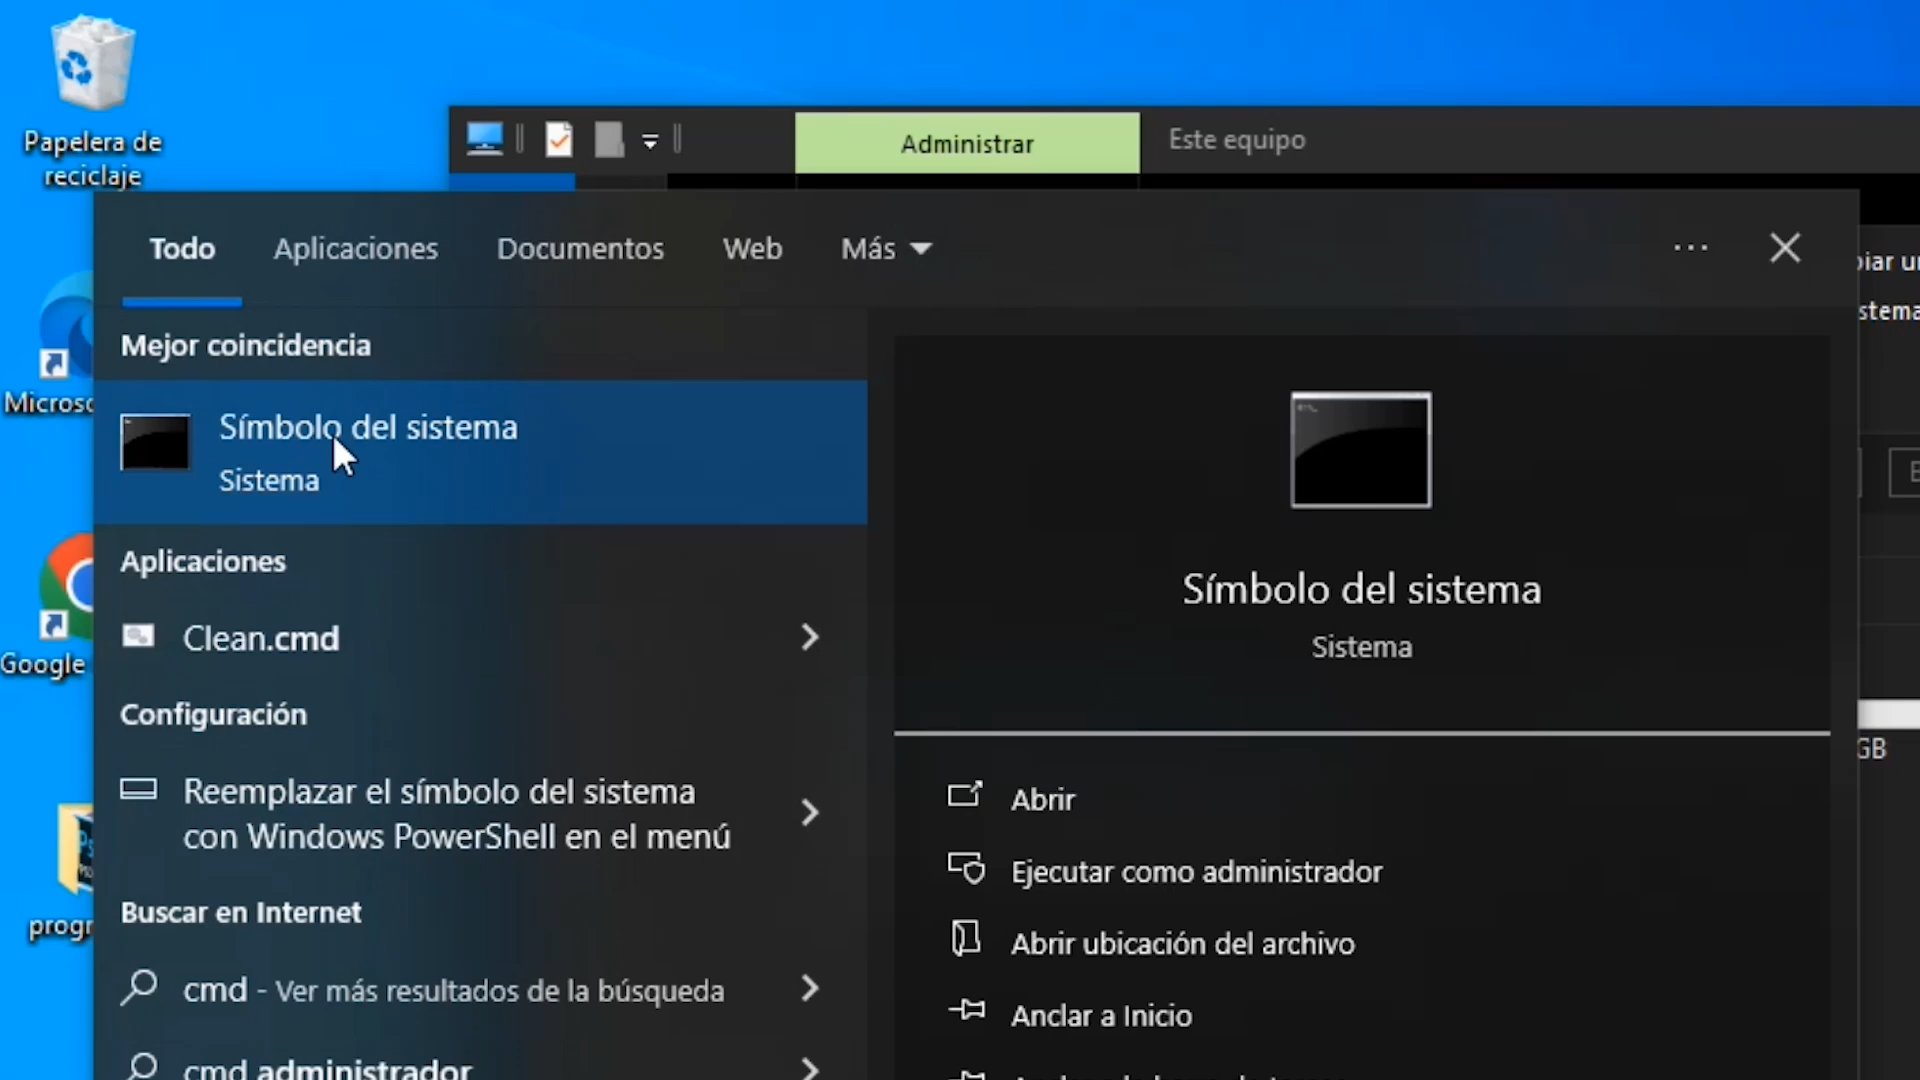 Papelera de
reciclaje
Administrar
Este equipo
Todo
Aplicaciones
Documentos
Web
Más
Mejor coincidencia
Símbolo del sistema
Sistema
Aplicaciones
Clean.cmd
Configuración
Reemplazar el símbolo del sistema
con Windows PowerShell en el menú
Buscar en Internet
cmd - Ver más resultados de la búsqueda
cmd administrador
Símbolo del sistema
Sistema
Abrir
Ejecutar como administrador
Abrir ubicación del archivo
Anclar a Inicio
Microso
Google
progr
GB